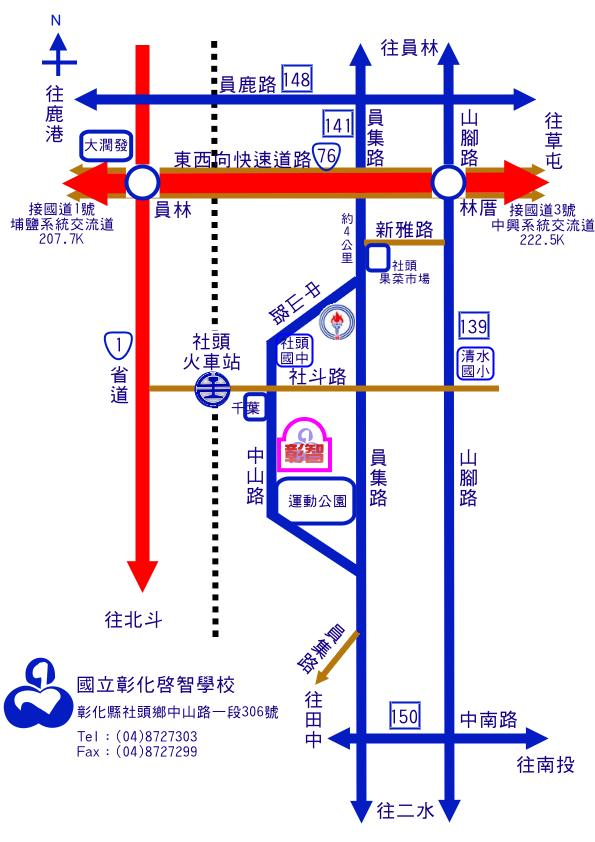 N
往員林
員鹿路
148
往鹿港
141
員集路
山腳路
往草屯
大潤發
東西向快速道路
76
接國道1號
埔鹽系統交流道
207.7K
員林
林厝
接國道3號
中興系統交流道
222.5K
約4公里
新雅路
社頭
果菜市場
中山路
139
1
省道
社頭
火車站
社頭
國中
清水
國小
社斗路
千葉
彰智
中山路
員集路
山腳路
運動公園
往北斗
員集路
往田中
國立彰化啓智學校
彰化縣社頭鄉中山路一段306號
Tel：(04)8727303
Fax：(04)8727299
150
中南路
往南投
往二水